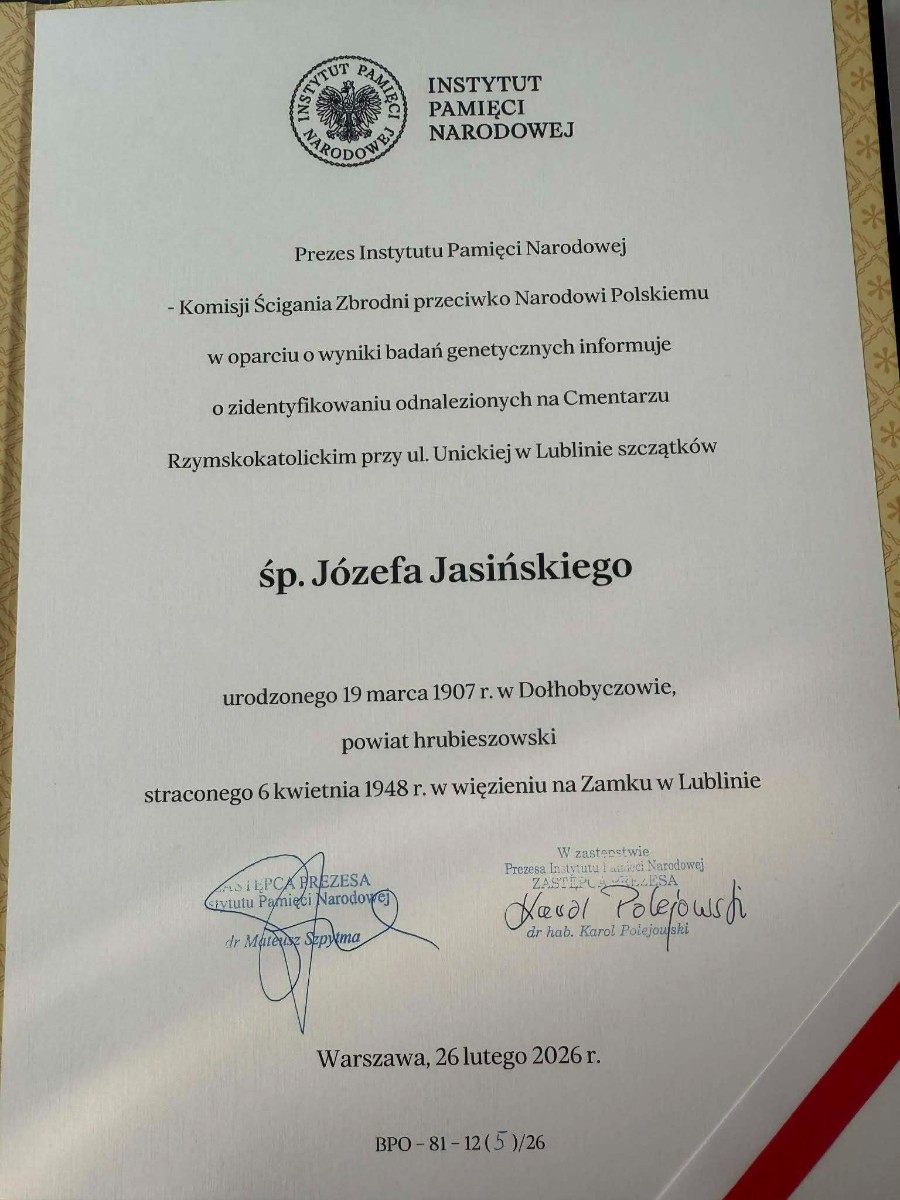 INSTYTUT PAMIĘCI NARODOWEJ
INSTYTUT
PAMIĘCI
NARODOWEJ
Prezes Instytutu Pamięci Narodowej
- Komisji Ścigania Zbrodni przeciwko Narodowi Polskiemu
w oparciu o wyniki badań genetycznych informuje
o zidentyfikowaniu odnalezionych na Cmentarzu
Rzymskokatolickim przy ul. Unickiej w Lublinie szczątków
śp. Józefa Jasińskiego
urodzonego 19 marca 1907 r. w Dołhobyczowie,
powiat hrubieszowski
straconego 6 kwietnia 1948 r. w więzieniu na Zamku w Lublinie
ZASTĘPCA PREZESA
Instytutu Pamięci Narodowej
dr Mateusz Szpytma
W zastępstwie
Prezesa Instytutu Pamięci Narodowej
ZASTĘPCA PREZESA
Karol Polejowski
dr hab. Karol Polejowski
Warszawa, 26 lutego 2026 r.
BPO – 81 – 12 (5)/26